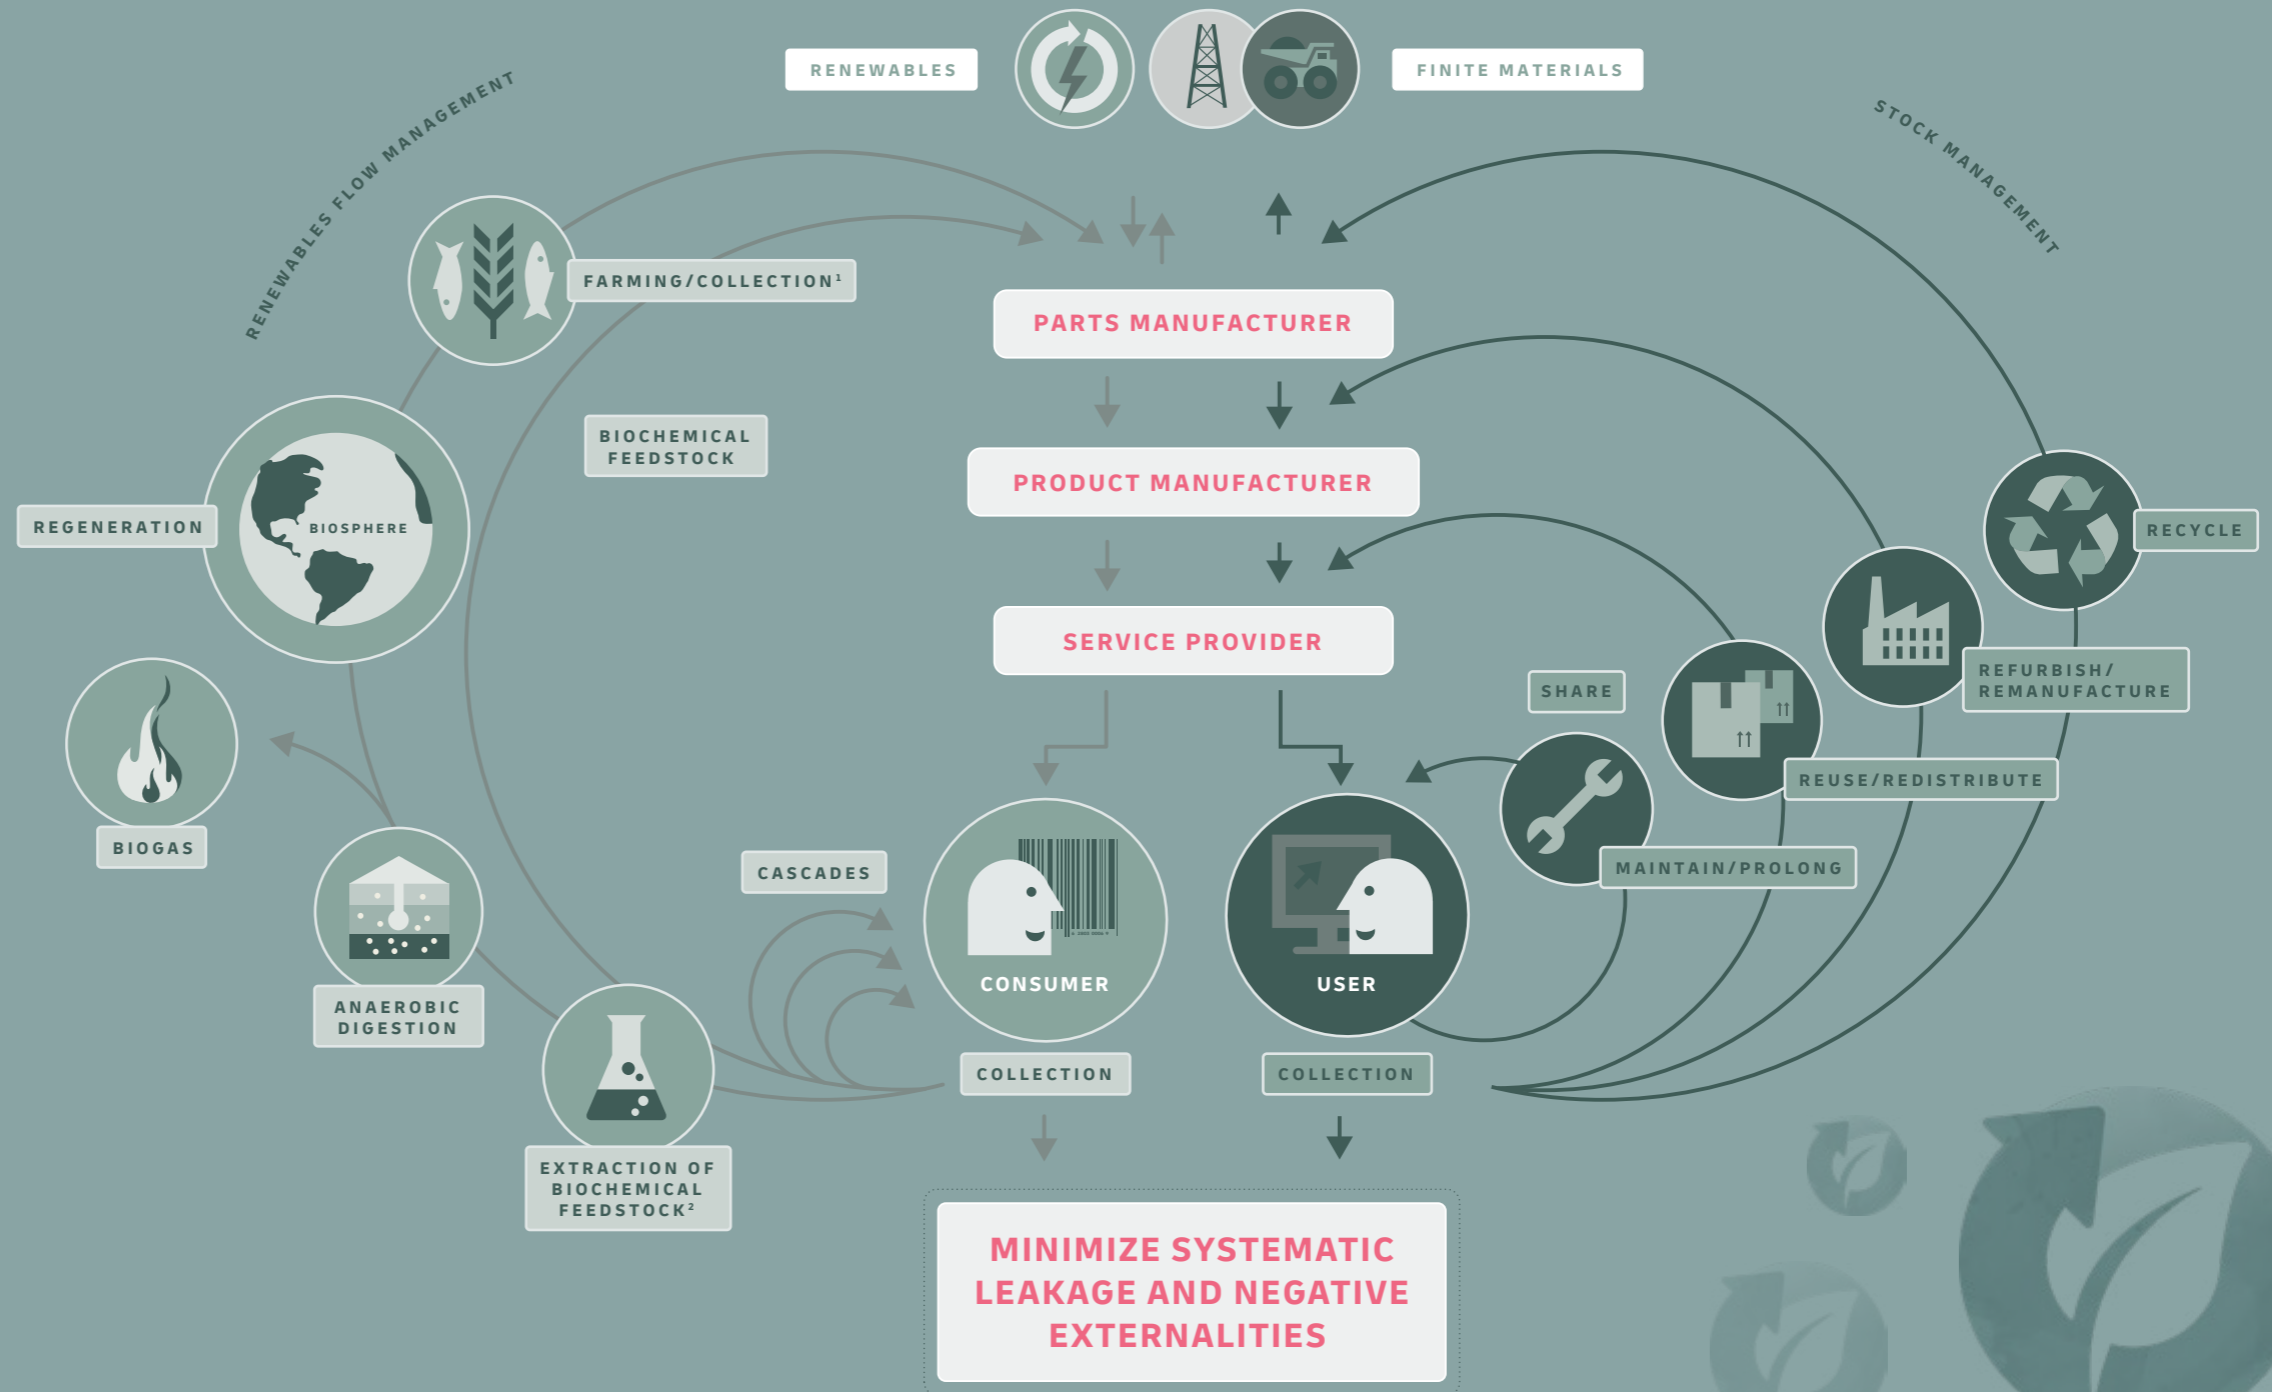 RENEWABLES
FINITE MATERIALS
RENEWABLES FLOW MANAGEMENT
STOCK MANAGEMENT
FARMING/COLLECTION¹
PARTS MANUFACTURER
BIOCHEMICAL
FEEDSTOCK
PRODUCT MANUFACTURER
REGENERATION
BIOSPHERE
RECYCLE
SERVICE PROVIDER
SHARE
REFURBISH/
REMANUFACTURE
REUSE/REDISTRIBUTE
BIOGAS
CASCADES
MAINTAIN/PROLONG
CONSUMER
USER
ANAEROBIC
DIGESTION
COLLECTION
COLLECTION
EXTRACTION OF
BIOCHEMICAL
FEEDSTOCK²
MINIMIZE SYSTEMATIC
LEAKAGE AND NEGATIVE
EXTERNALITIES